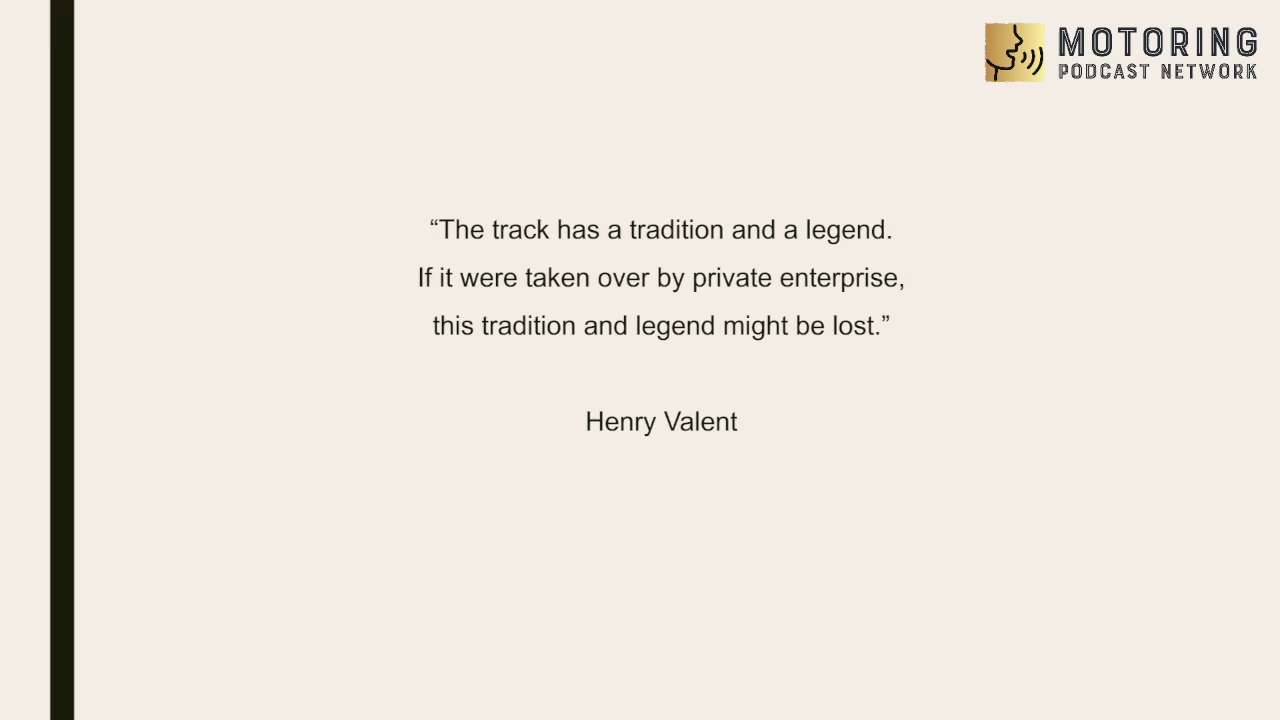 MOTORING
PODCAST NETWORK
“The track has a tradition and a legend.
If it were taken over by private enterprise,
this tradition and legend might be lost.”
Henry Valent